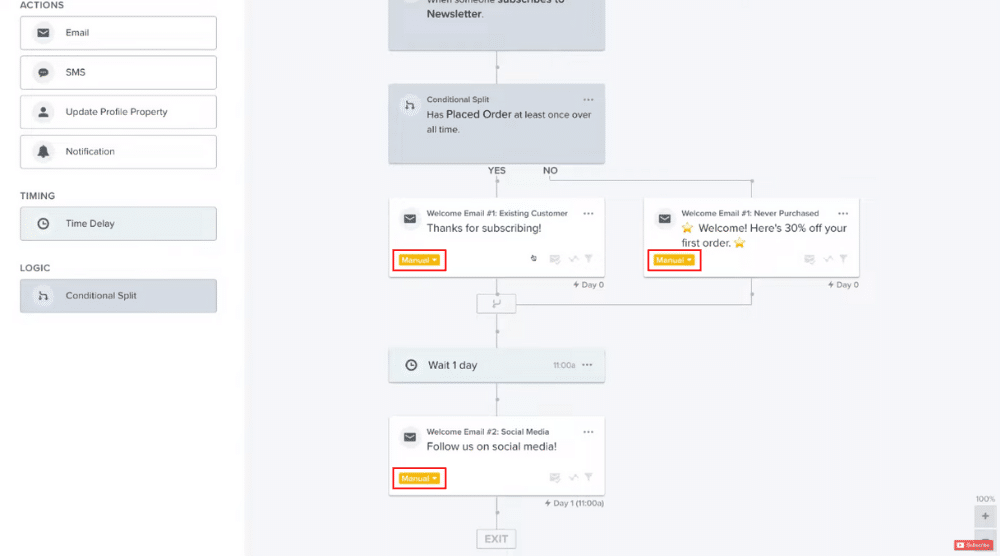 ACTIONS
Email
SMS
Update Profile Property
Notification
TIMING
Time Delay
LOGIC
Conditional Split
When someone subscribes to
Newsletter.
Conditional Split
Has Placed Order at least once over
all time.
YES
NO
Welcome Email #1: Existing Customer
Thanks for subscribing!
Manual
Day 0
Welcome Email #1: Never Purchased
⭐ Welcome! Here's 30% off your
first order. ⭐
Manual
Day 0
Wait 1 day
11:00a
Welcome Email #2: Social Media
Follow us on social media!
Manual
Day 1 (11:00a)
EXIT
100%
+
Subscribe